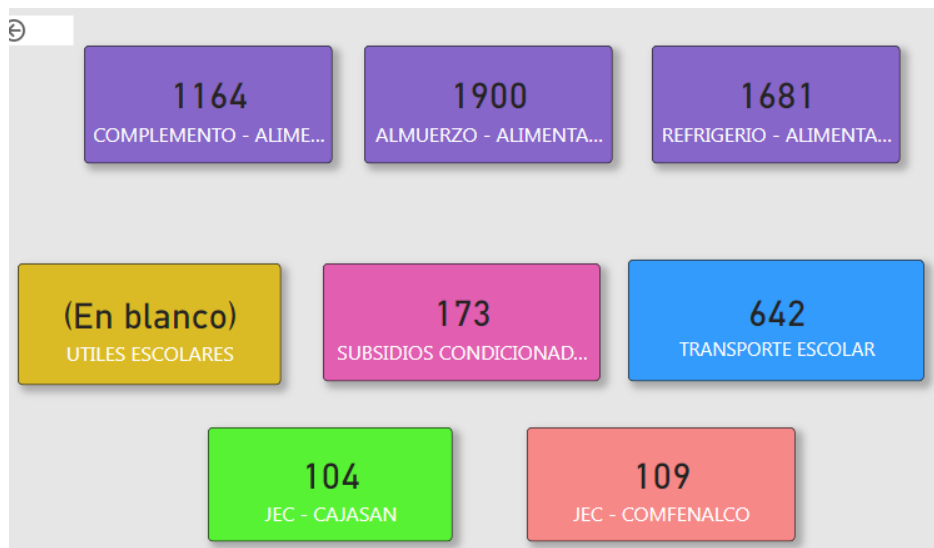 1164
COMPLEMENTO - ALIME...
1900
ALMUERZO - ALIMENTA...
1681
REFRIGERIO - ALIMENTA...
(En blanco)
UTILES ESCOLARES
173
SUBSIDIOS CONDICIONAD...
642
TRANSPORTE ESCOLAR
104
JEC - CAJASAN
109
JEC - COMFENALCO